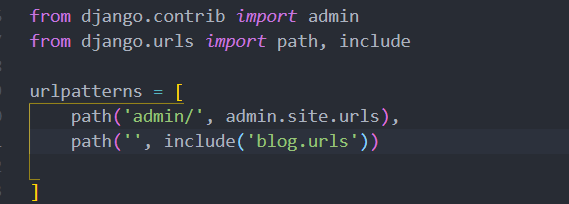 from django.contrib import admin
from django.urls import path, include
urlpatterns = [
path('admin/', admin.site.urls),
path('', include('blog.urls'))
]